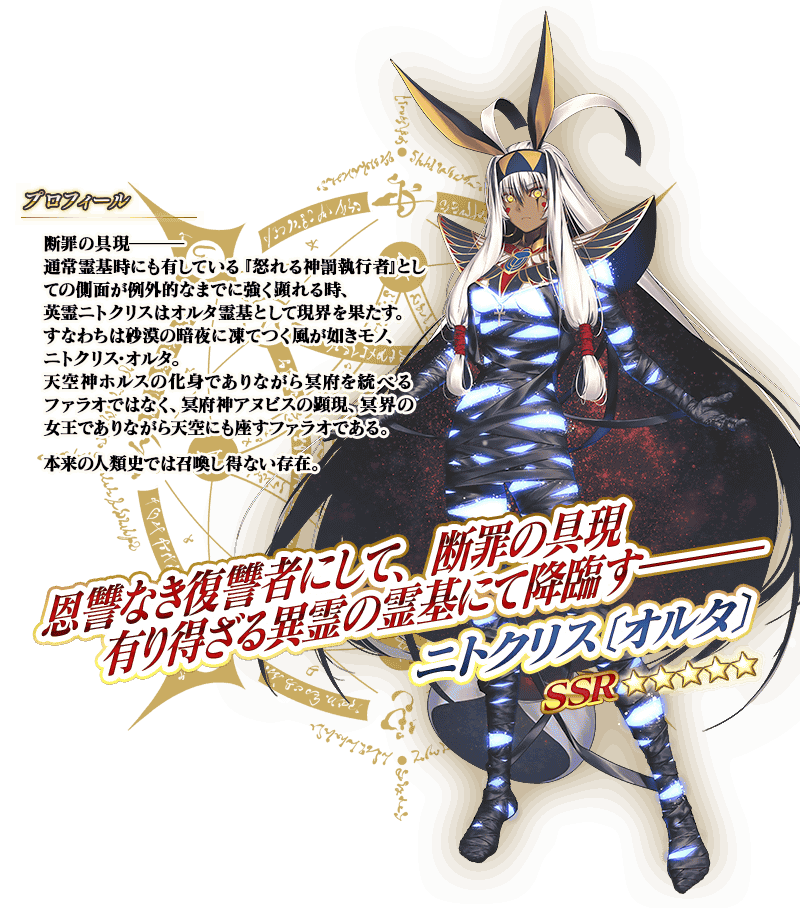 プロフィール
断罪の具現―――
通常霊基時にも有している『怒れる神罰執行者』とし
ての側面が例外的なまでに強く顕れる時、
英霊ニトクリスはオルタ霊基として現界を果たす。
すなわちは砂漠の暗夜に凍てつく風が如きモノ、
ニトクリス・オルタ。
天空神ホルスの化身でありながら冥府を統べる
ファラオではなく、冥府神アヌビスの顕現、冥界の
女王でありながら天空にも座すファラオである。
本来の人類史では召喚し得ない存在。
恩讐なき復讐者にして、断罪の具現
有り得ざる異霊の霊基にて降臨す―――
ニトクリス〔オルタ〕
SSR☆☆☆☆☆